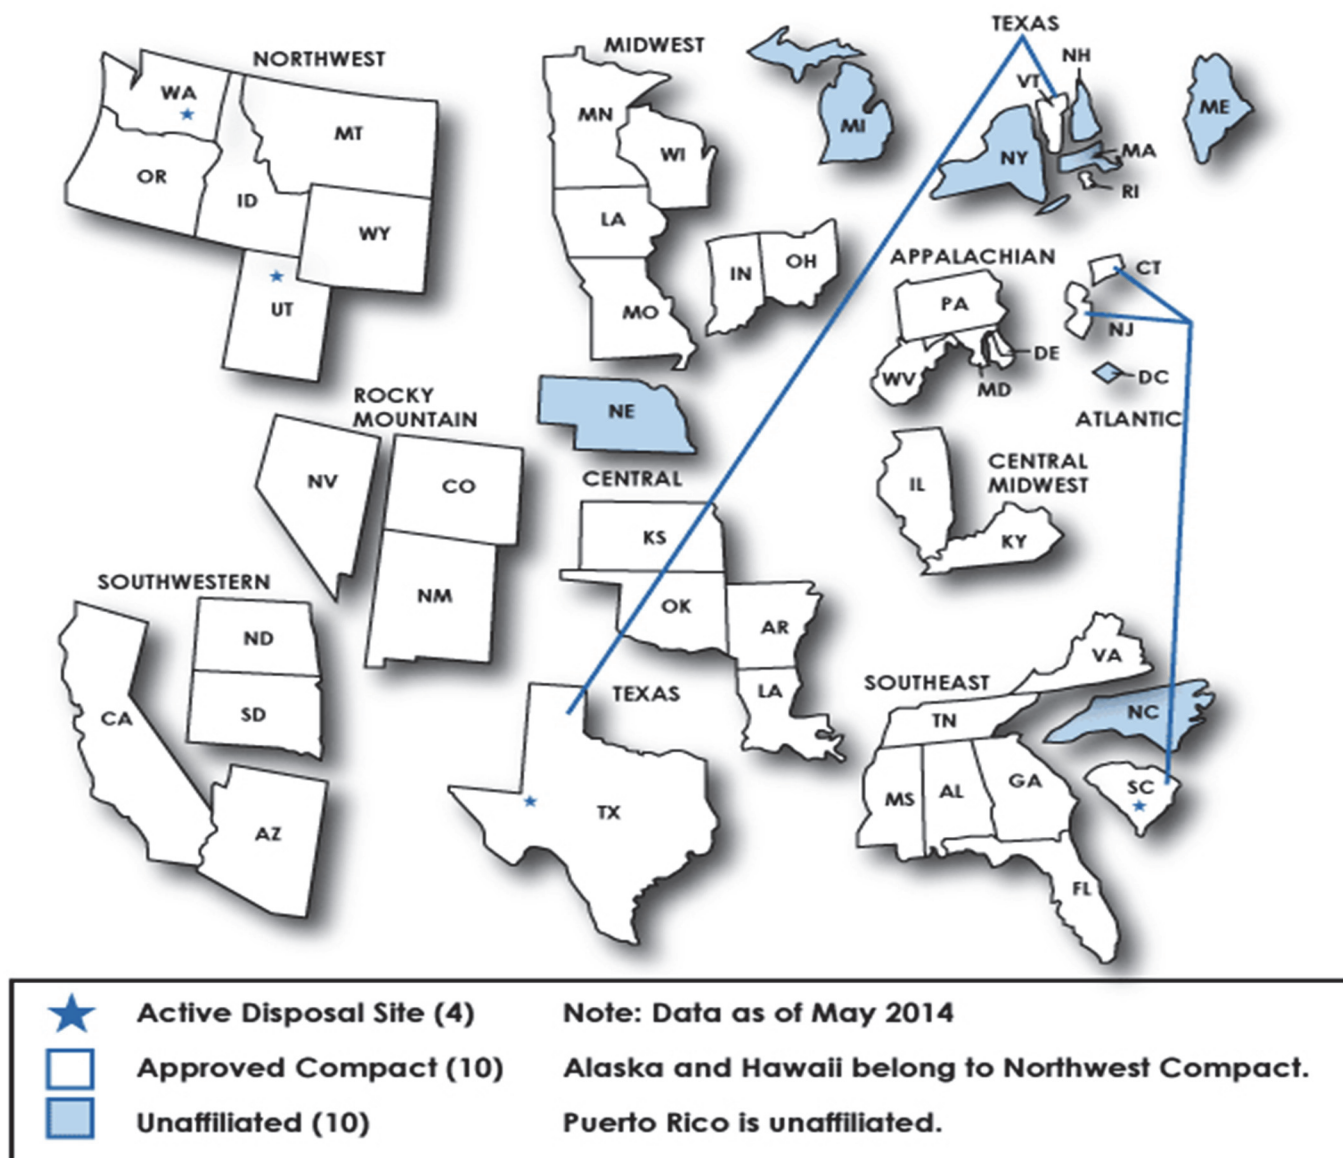 TEXAS
NORTHWEST
MIDWEST
NH
VT
WA
MN
MI
ME
MT
WI
NY
MA
OR
RI
ID
LA
WY
APPALACHIAN
IN
OH
CT
UT
PA
MO
NJ
DE
WV
MD
DC
ROCKY
MOUNTAIN
NE
ATLANTIC
NV
CO
CENTRAL
IL
CENTRAL
MIDWEST
KS
KY
SOUTHWESTERN
NM
OK
AR
ND
VA
TEXAS
LA
SOUTHEAST
CA
SD
TN
NC
MS
AL
GA
SC
TX
AZ
FL
Active Disposal Site (4)
Note: Data as of May 2014
Approved Compact (10)
Alaska and Hawaii belong to Northwest Compact.
Unaffiliated (10)
Puerto Rico is unaffiliated.